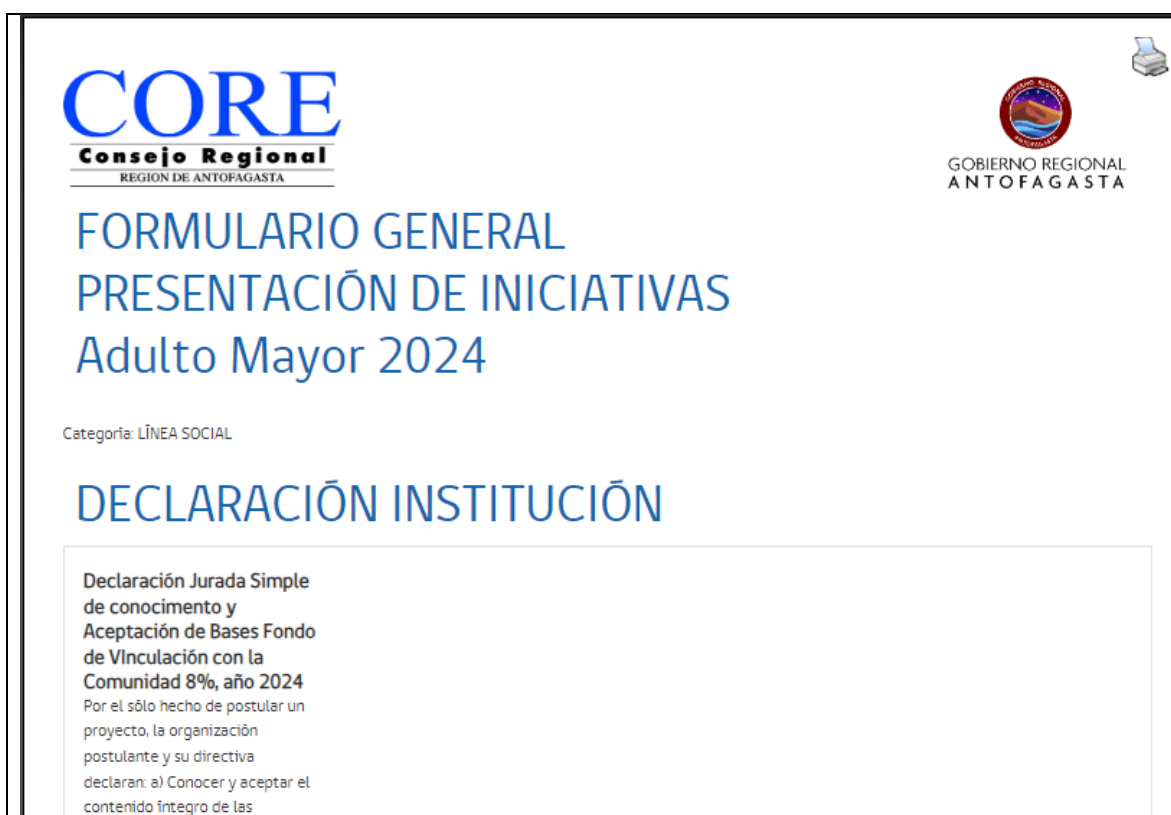 CORE
Consejo Regional
REGION DE ANTOFAGASTA
GOBIERNO REGIONAL
ANTOFAGASTA
GOBIERNO REGIONAL
ANTOFAGASTA
FORMULARIO GENERAL
PRESENTACIÓN DE INICIATIVAS
Adulto Mayor 2024
Categoría: LÍNEA SOCIAL
DECLARACIÓN INSTITUCIÓN
Declaración Jurada Simple
de conocimento y
Aceptación de Bases Fondo
de VInculación con la
Comunidad 8%, año 2024
Por el sólo hecho de postular un
proyecto, la organización
postulante y su directiva
declaran: a) Conocer y aceptar el
contenido íntegro de las